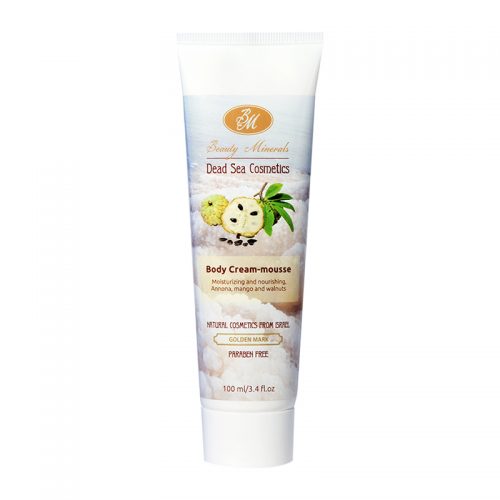 BM
Beauty Minerals
Dead Sea Cosmetics
Body Cream-mousse
Moisturizing and nourishing,
Annona, mango and walnuts
NATURAL COSMETICS FROM ISRAEL
GOLDEN MARK
PARABEN FREE
100 ml/3.4 fl.oz